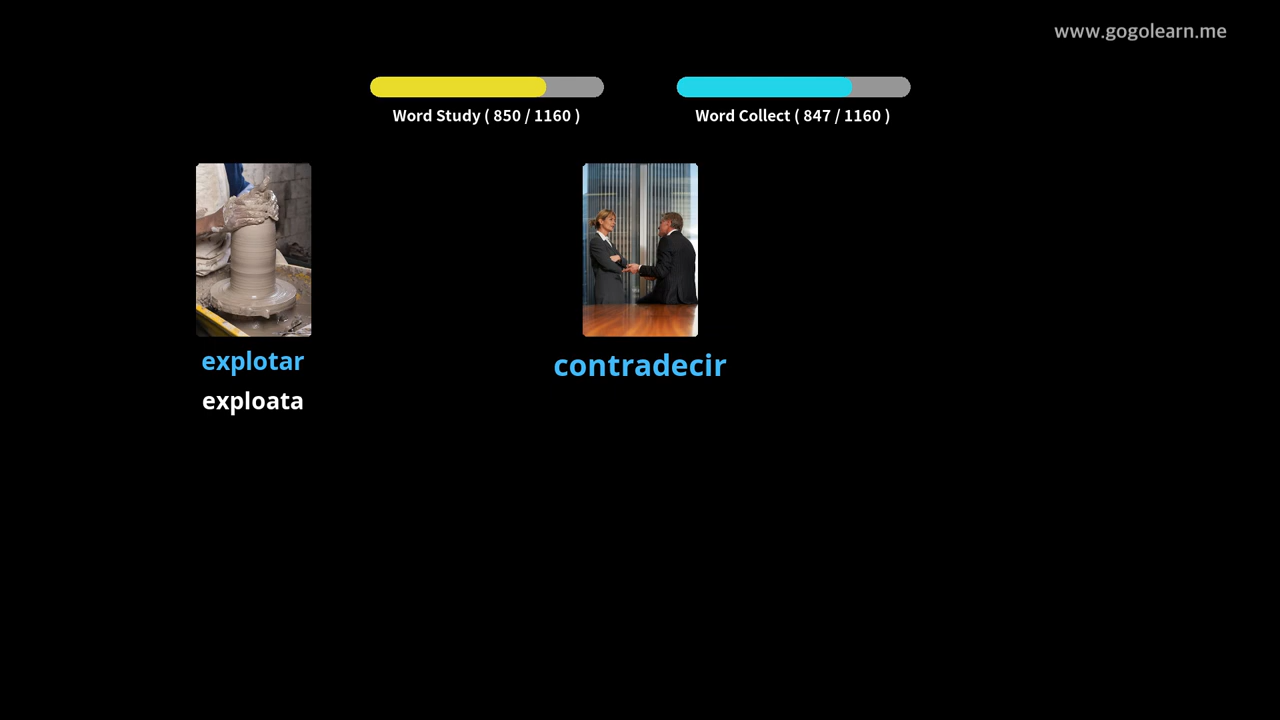 www.gogolearn.me
Word Study ( 850 / 1160 )
Word Collect ( 847 / 1160 )
explotar
exploata
contradecir